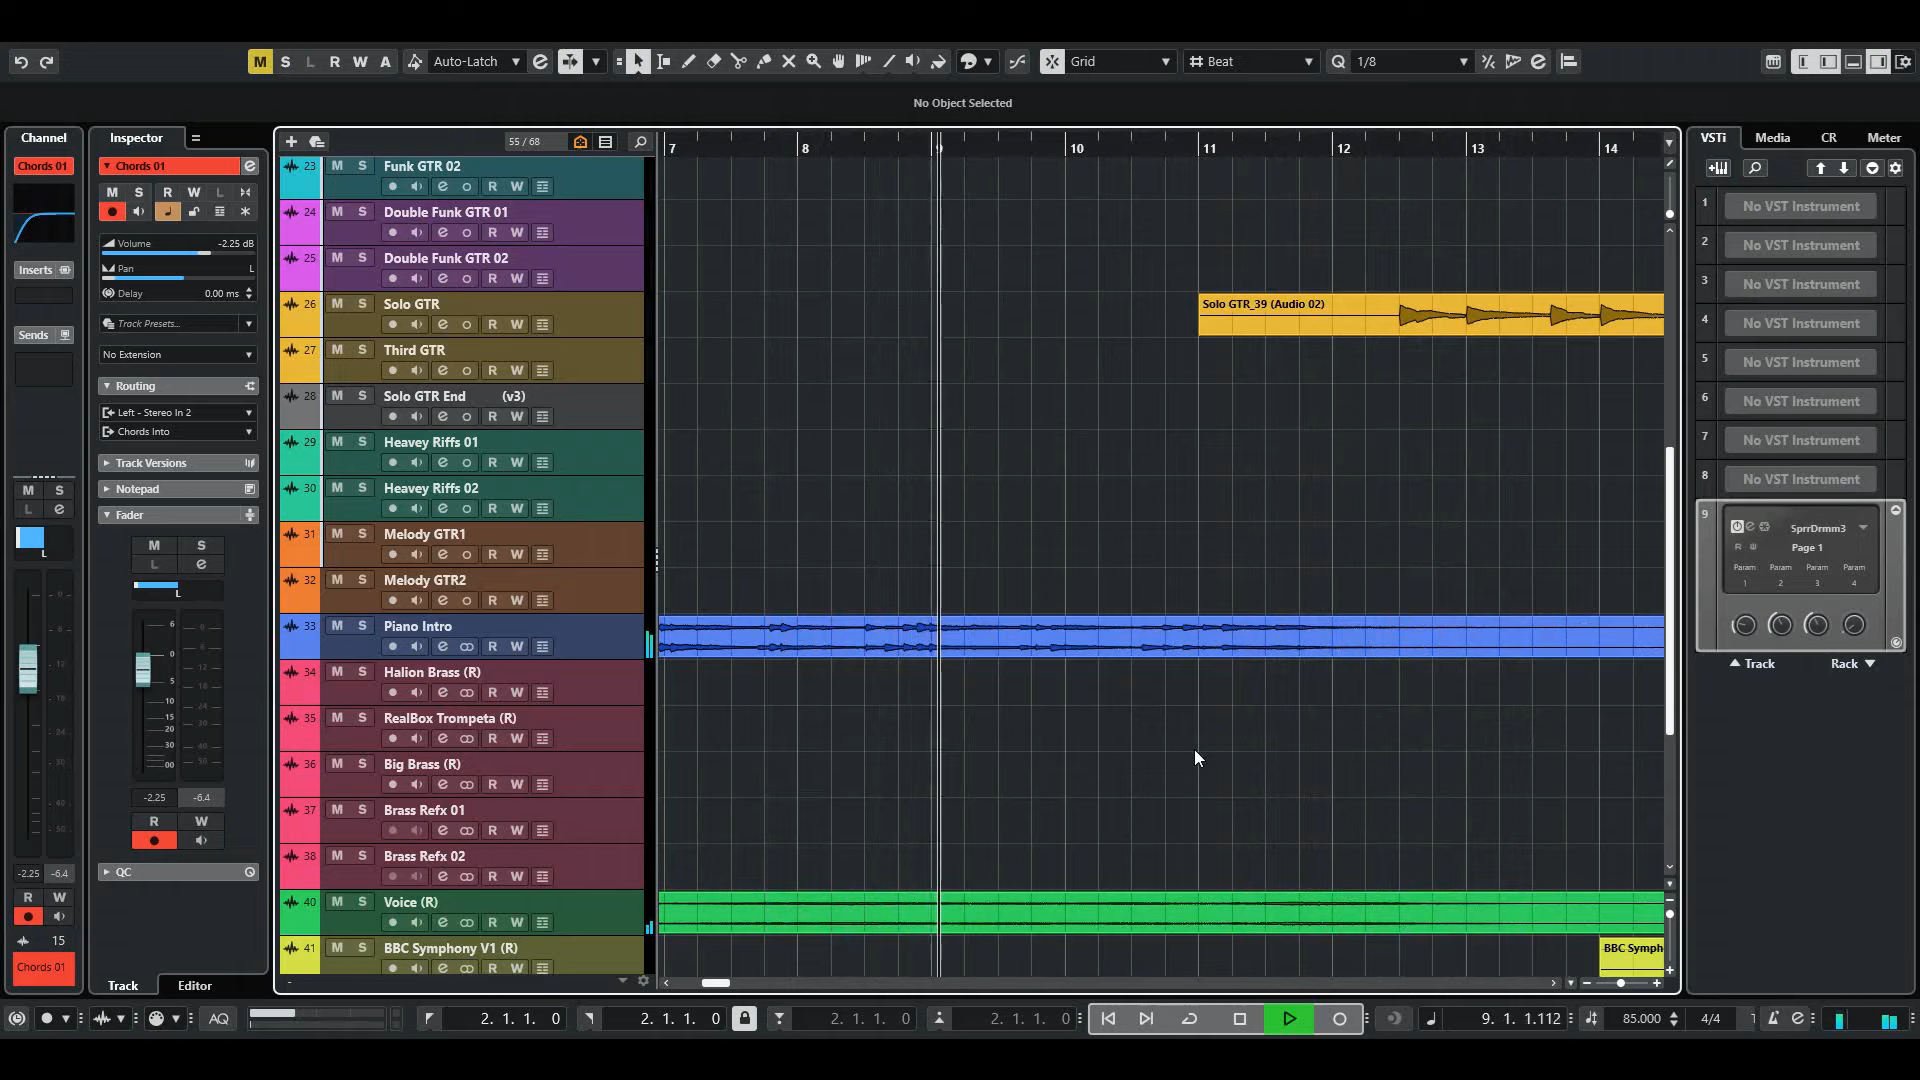 M S L R W A Auto-Latch Grid Beat Q 1/8
No Object Selected
Channel
Inspector
Chords 01
Chords 01
M S R W L
Volume -2.25 dB
Pan L
Delay 0.00 ms
Inserts
Track Presets...
Sends
No Extension
Routing
Left - Stereo In 2
Chords Into
Track Versions
Notepad
Fader
M S
L
M S
L
L
L
6
0
5
10
15
20
30
00
-2.25 -6.4
R W
QC
-2.25 -6.4
R W
15
Chords 01
Track Editor
55 / 68
7 8 9 10 11 12 13 14
23 M S Funk GTR 02
R W
24 M S Double Funk GTR 01
R W
25 M S Double Funk GTR 02
R W
26 M S Solo GTR
R W
Solo GTR_39 (Audio 02)
27 M S Third GTR
R W
28 M S Solo GTR End (v3)
R W
29 M S Heavey Riffs 01
R W
30 M S Heavey Riffs 02
R W
31 M S Melody GTR1
R W
32 M S Melody GTR2
R W
33 M S Piano Intro
R W
34 M S Halion Brass (R)
R W
35 M S RealBox Trompeta (R)
R W
36 M S Big Brass (R)
R W
37 M S Brass Refx 01
R W
38 M S Brass Refx 02
R W
40 M S Voice (R)
R W
41 M S BBC Symphony V1 (R)
R W
BBC Symph
VSTi Media CR Meter
1 No VST Instrument
2 No VST Instrument
3 No VST Instrument
4 No VST Instrument
5 No VST Instrument
6 No VST Instrument
7 No VST Instrument
8 No VST Instrument
9 SprrDrmm3
Page 1
Param Param Param Param
1 2 3 4
Track Rack
AQ 2. 1. 1. 0 2. 1. 1. 0 2. 1. 1. 0 2. 1. 1. 0 9. 1. 1.112 85.000 4/4